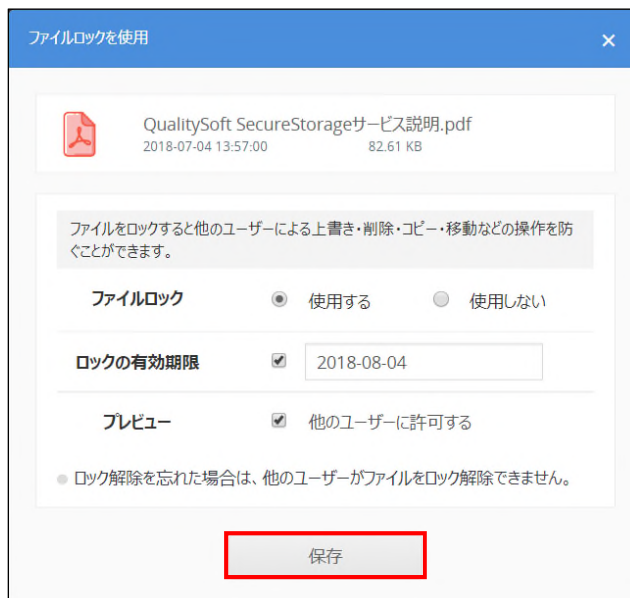 ファイルロックを使用
QualitySoft SecureStorageサービス説明.pdf
2018-07-04 13:57:00 82.61 KB
ファイルをロックすると他のユーザーによる上書き・削除・コピー・移動などの操作を防
ぐことができます。
ファイルロック 使用する 使用しない
ロックの有効期限 2018-08-04
プレビュー 他のユーザーに許可する
ロック解除を忘れた場合は、他のユーザーがファイルをロック解除できません。
保存